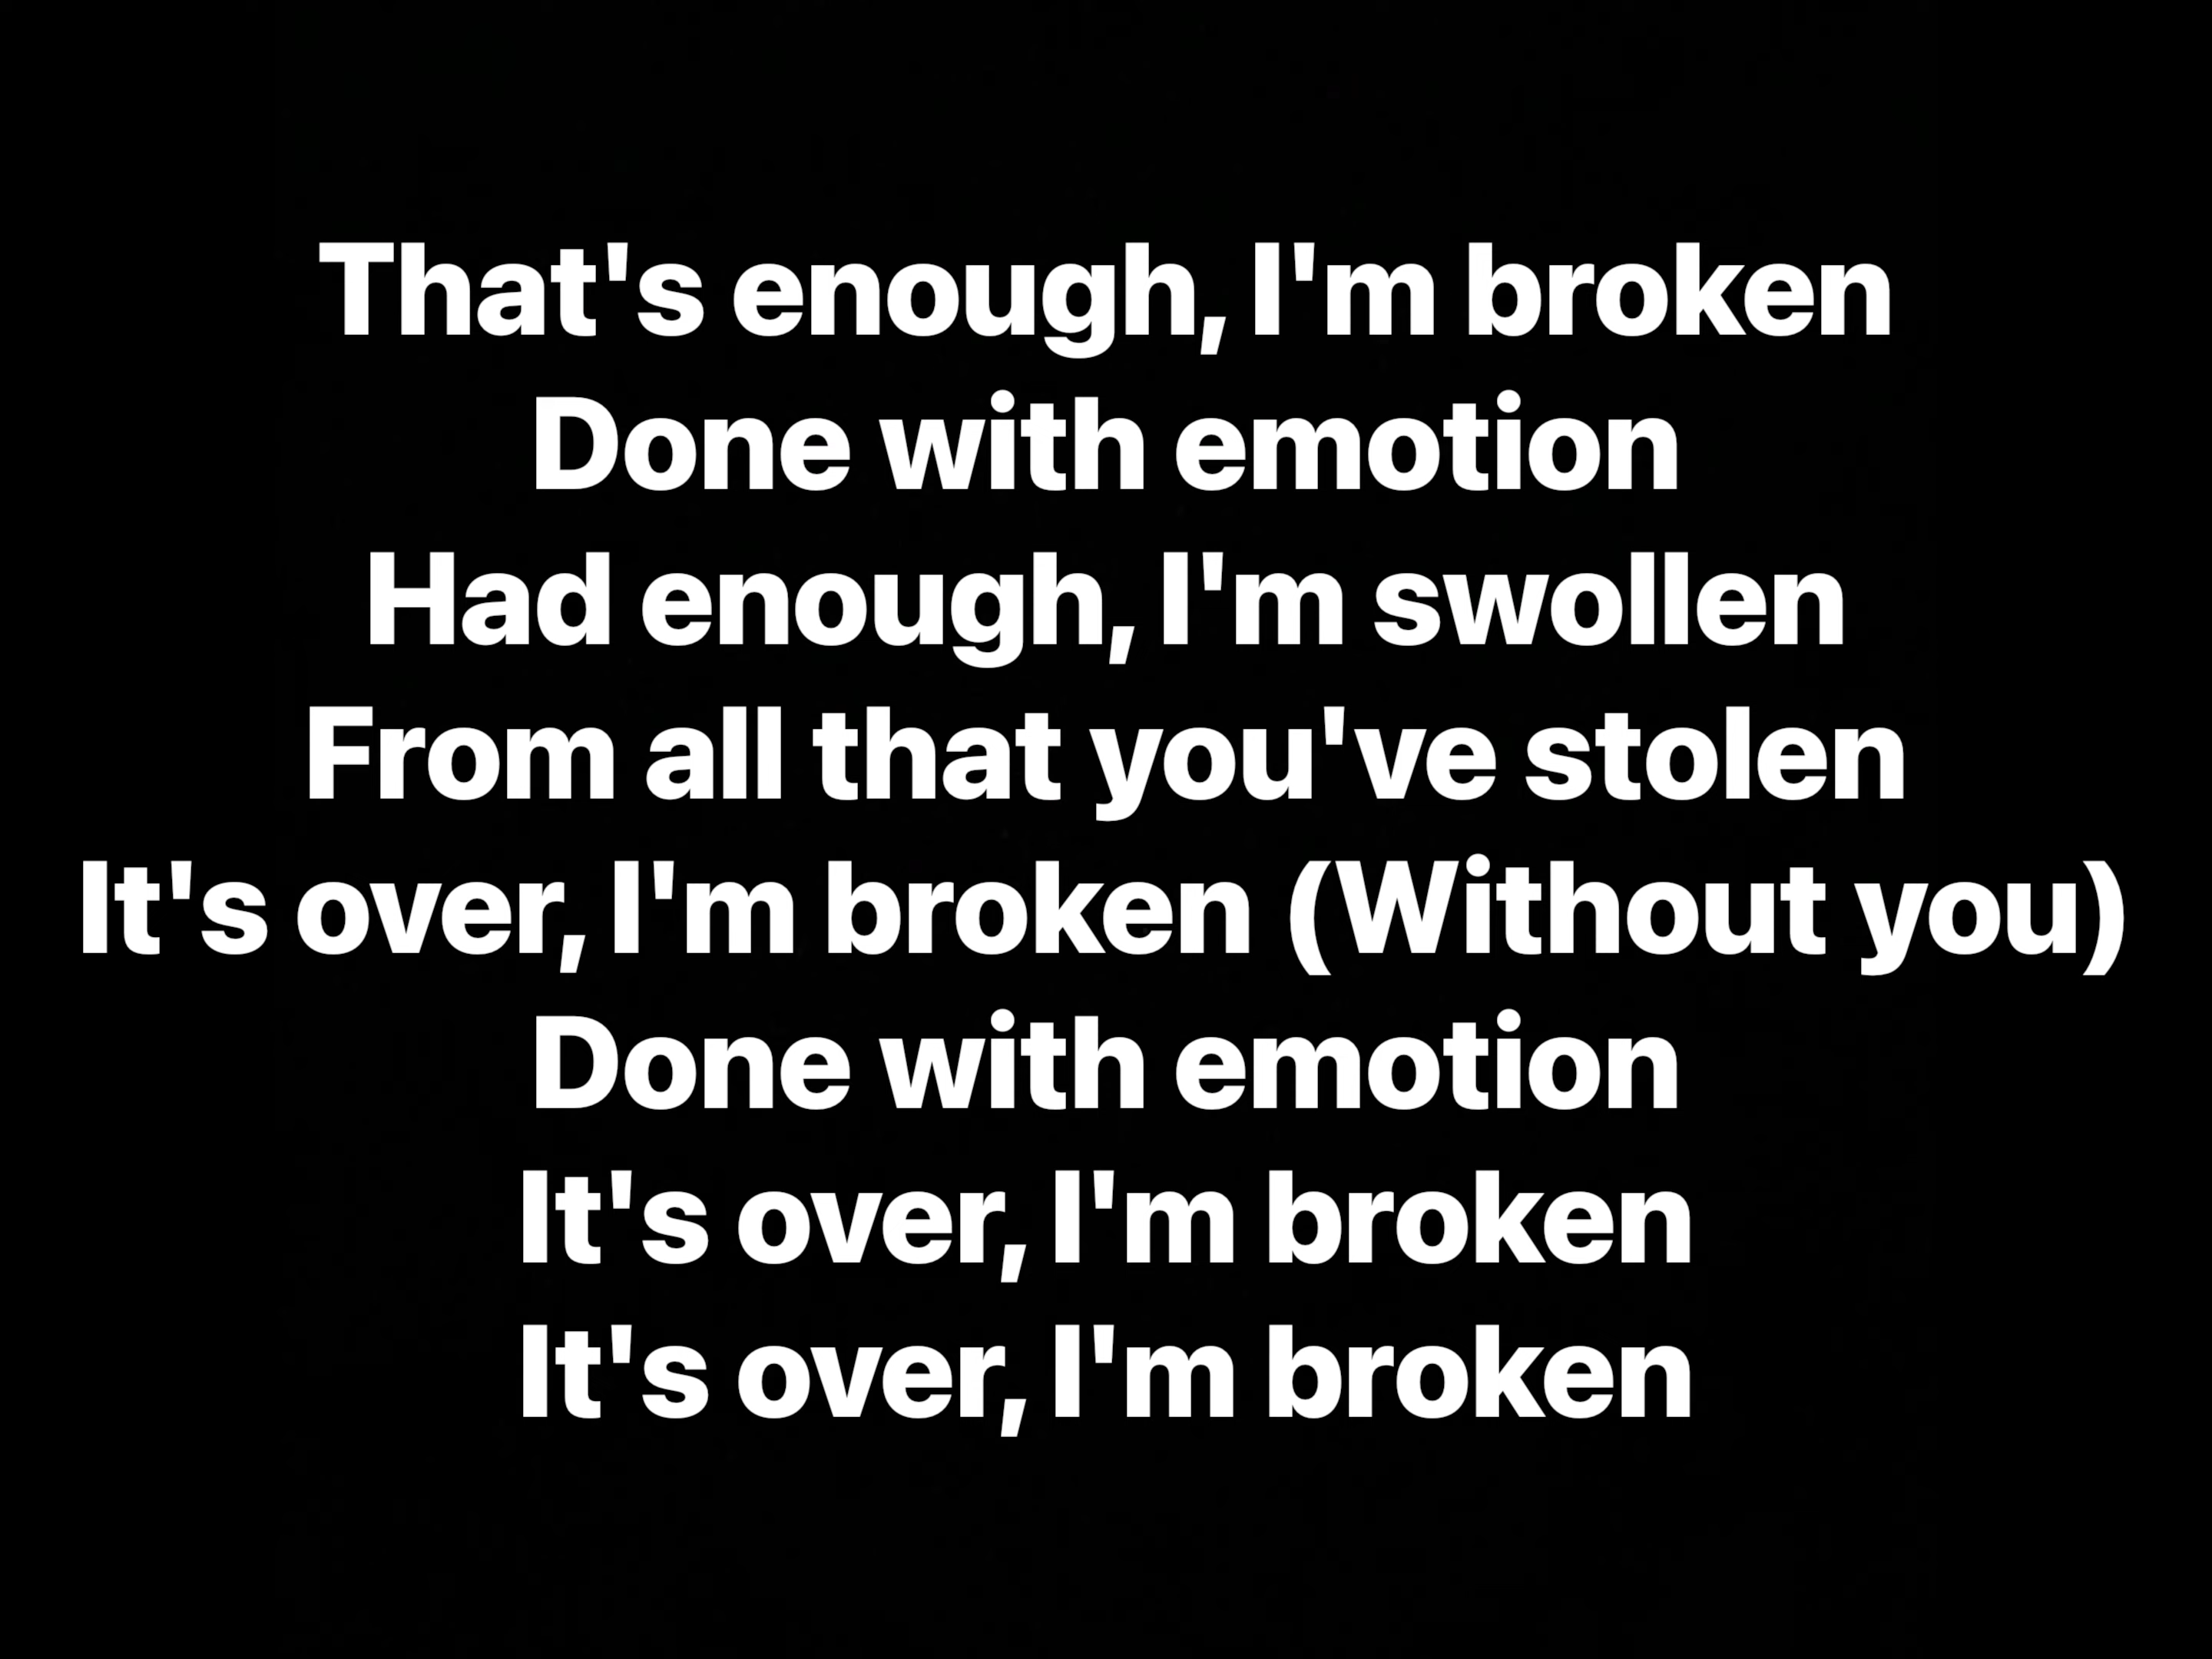 That's enough, I'm broken
Done with emotion
Had enough, I'm swollen
From all that you've stolen
It's over, I'm broken (Without you)
Done with emotion
It's over, I'm broken
It's over, I'm broken